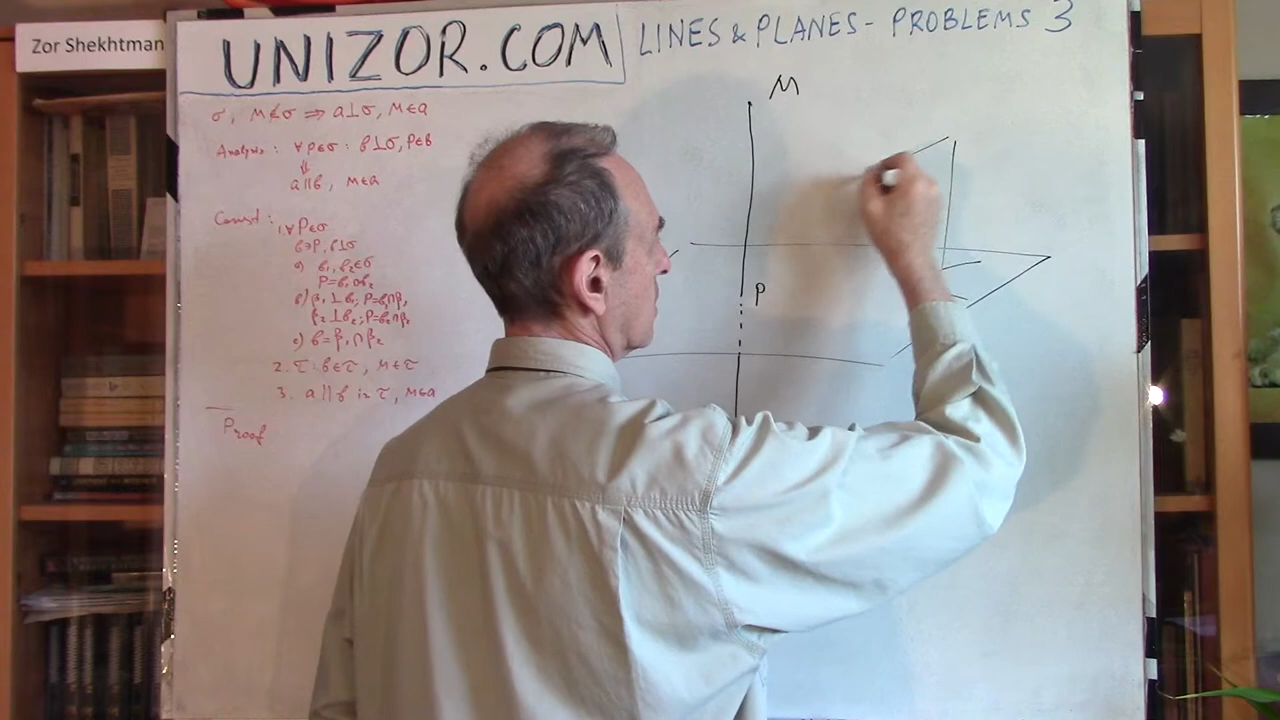 Zor Shekhtman
UNIZOR.COM
LINES & PLANES - PROBLEMS 3
σ, M∉σ ⇒ a⊥σ, M∈a
Analysis: ∀P∈σ: b⊥σ, P∈b
⇓
a∥b, M∈a
Const: 1. ∀P∈σ
b∋P, b⊥σ
a) b₁, b₂∈σ
P=b₁∩b₂
b) β₁⊥b₁; P=b₁∩β₁
β₂⊥b₂; P=b₂∩β₂
c) b=β₁∩β₂
2. τ: b∈τ, M∈τ
3. a∥b in τ, M∈a
Proof
M
P